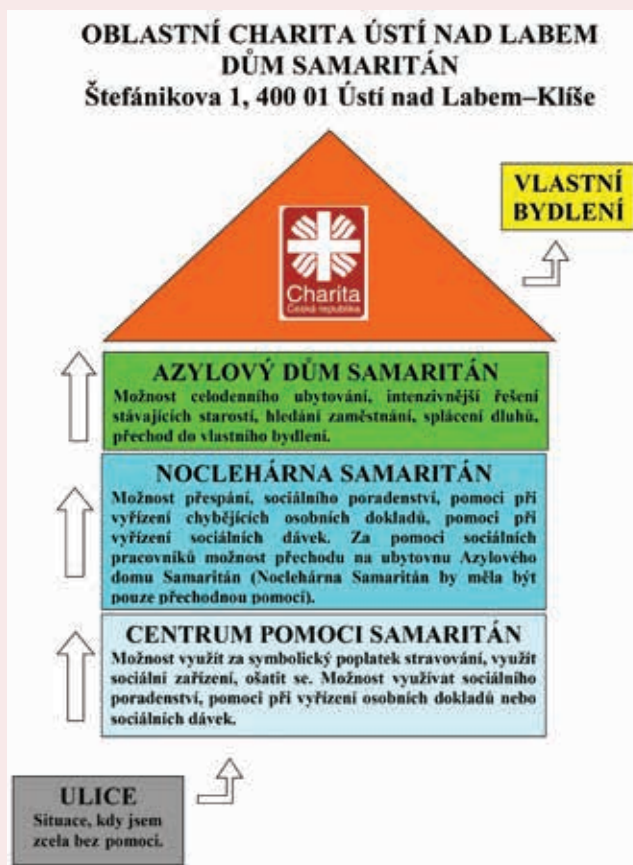 OBLASTNÍ CHARITA ÚSTÍ NAD LABEM
DŮM SAMARITÁN
Štefánikova 1, 400 01 Ústí nad Labem–Klíše
VLASTNÍ
BYDLENÍ
Charita
Česká republika
AZYLOVÝ DŮM SAMARITÁN
Možnost celodenního ubytování, intenzivnější řešení
stávajících starostí, hledání zaměstnání, splácení dluhů,
přechod do vlastního bydlení.
NOCLEHÁRNA SAMARITÁN
Možnost přespání, sociálního poradenství, pomoci při
vyřízení chybějících osobních dokladů, pomoci při
vyřízení sociálních dávek. Za pomoci sociálních
pracovníků možnost přechodu na ubytovnu Azylového
domu Samaritán (Noclehárna Samaritán by měla být
pouze přechodnou pomocí).
CENTRUM POMOCI SAMARITÁN
Možnost využít za symbolický poplatek stravování, využít
sociální zařízení, ošatit se. Možnost využívat sociálního
poradenství, pomoci při vyřízení osobních dokladů nebo
sociálních dávek.
ULICE
Situace, kdy jsem
zcela bez pomoci.